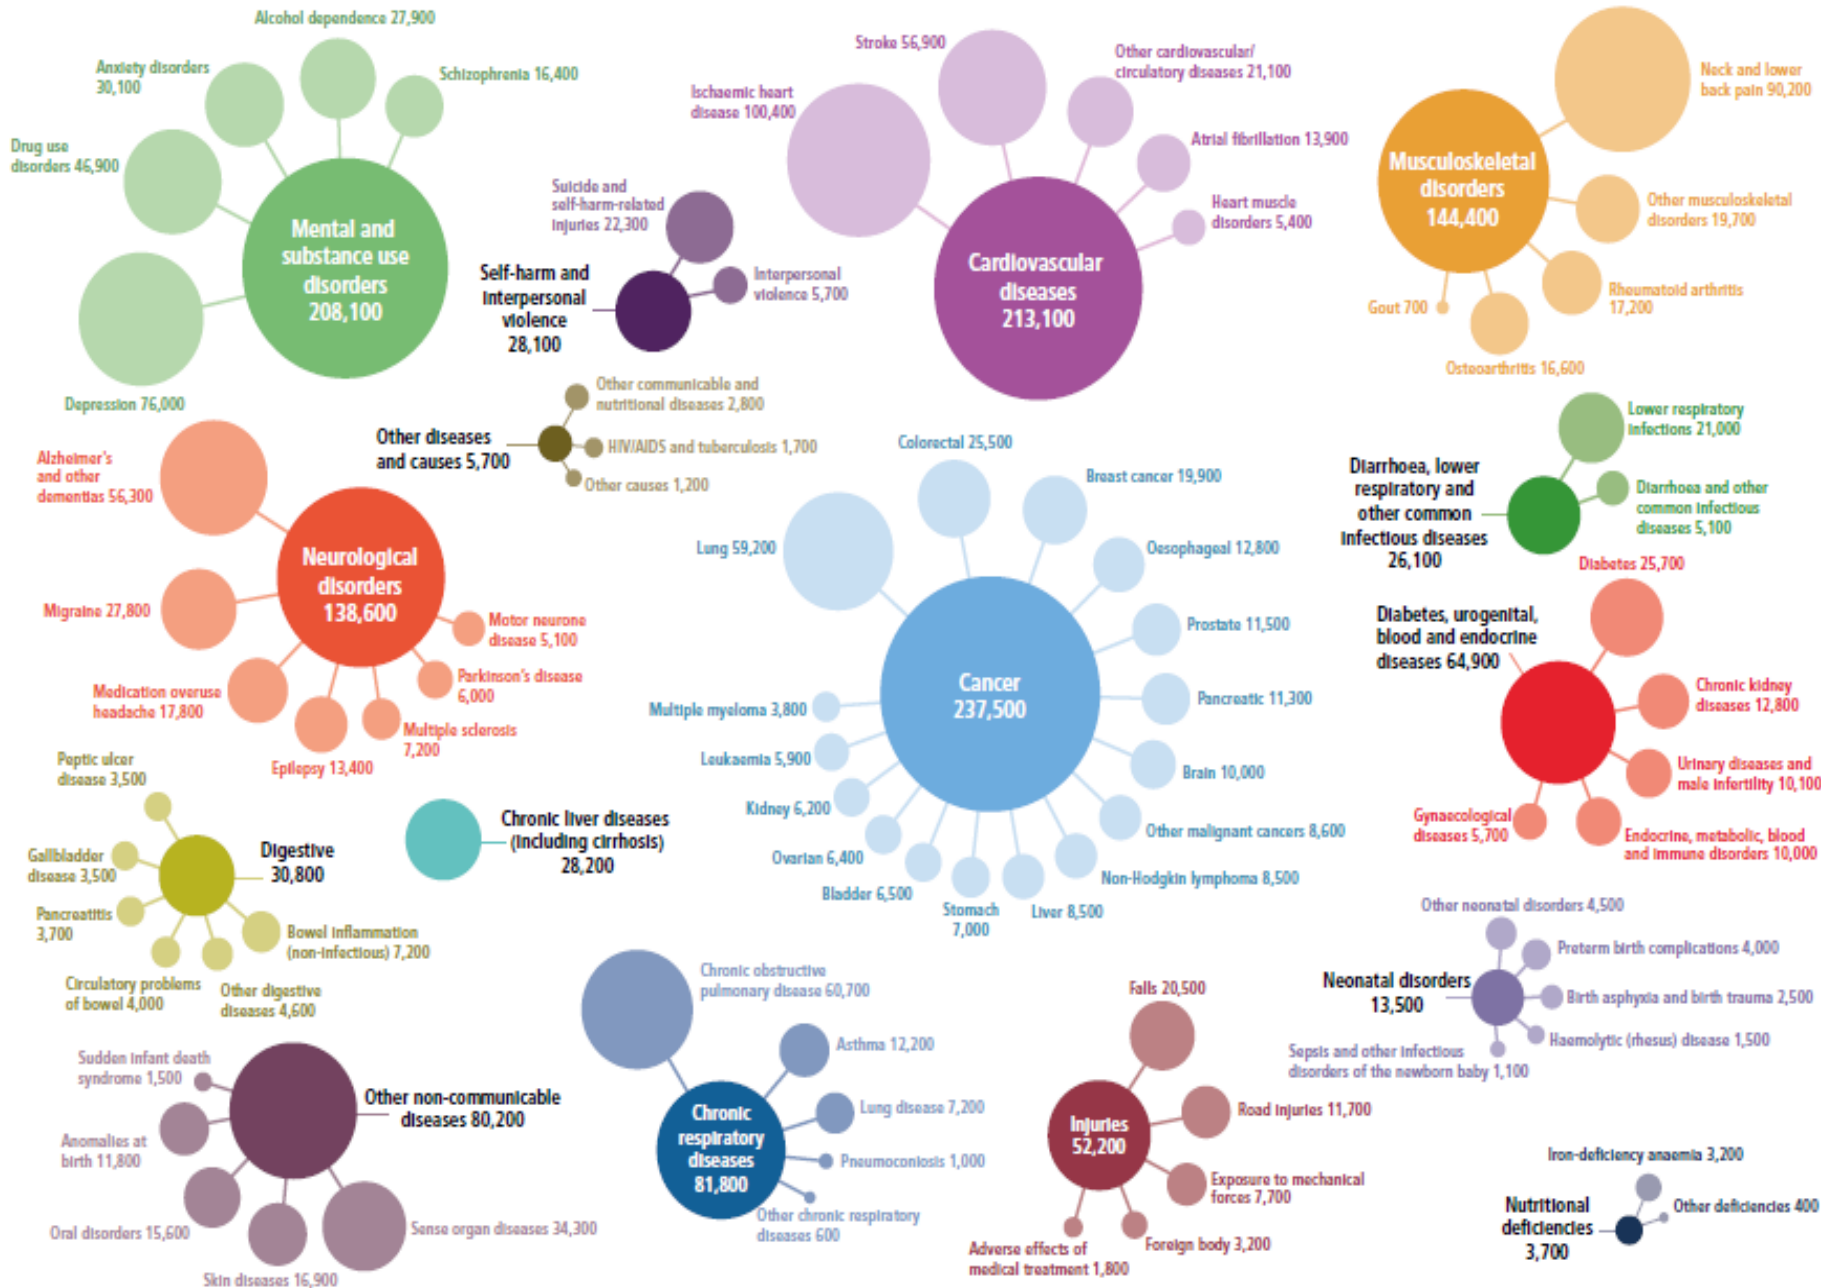 Alcohol dependence 27,900
Anxiety disorders
30,100
Schizophrenia 16,400
Drug use
disorders 46,900
Mental and
substance use
disorders
208,100
Depression 76,000
Suicide and
self-harm-related
injuries 22,300
Self-harm and
interpersonal
violence
28,100
Interpersonal
violence 5,700
Stroke 56,900
Other cardiovascular/
circulatory diseases 21,100
Ischaemic heart
disease 100,400
Atrial fibrillation 13,900
Heart muscle
disorders 5,400
Cardiovascular
diseases
213,100
Neck and lower
back pain 90,200
Musculoskeletal
disorders
144,400
Other musculoskeletal
disorders 19,700
Rheumatoid arthritis
17,200
Gout 700
Osteoarthritis 16,600
Other communicable and
nutritional diseases 2,800
Other diseases
and causes 5,700
HIV/AIDS and tuberculosis 1,700
Other causes 1,200
Lower respiratory
infections 21,000
Diarrhoea, lower
respiratory and
other common
infectious diseases
26,100
Diarrhoea and other
common infectious
diseases 5,100
Alzheimer's
and other
dementias 56,300
Neurological
disorders
138,600
Migraine 27,800
Motor neurone
disease 5,100
Parkinson's disease
6,000
Medication overuse
headache 17,800
Multiple sclerosis
7,200
Epilepsy 13,400
Colorectal 25,500
Breast cancer 19,900
Lung 59,200
Oesophageal 12,800
Prostate 11,500
Cancer
237,500
Pancreatic 11,300
Multiple myeloma 3,800
Leukaemia 5,900
Brain 10,000
Kidney 6,200
Other malignant cancers 8,600
Ovarian 6,400
Non-Hodgkin lymphoma 8,500
Bladder 6,500
Stomach
7,000
Liver 8,500
Diabetes 25,700
Diabetes, urogenital,
blood and endocrine
diseases 64,900
Chronic kidney
diseases 12,800
Urinary diseases and
male infertility 10,100
Gynaecological
diseases 5,700
Endocrine, metabolic, blood
and immune disorders 10,000
Peptic ulcer
disease 3,500
Digestive
30,800
Gallbladder
disease 3,500
Pancreatitis
3,700
Bowel inflammation
(non-infectious) 7,200
Circulatory problems
of bowel 4,000
Other digestive
diseases 4,600
Chronic liver diseases
(including cirrhosis)
28,200
Other neonatal disorders 4,500
Preterm birth complications 4,000
Neonatal disorders
13,500
Birth asphyxia and birth trauma 2,500
Haemolytic (rhesus) disease 1,500
Sepsis and other infectious
disorders of the newborn baby 1,100
Sudden infant death
syndrome 1,500
Other non-communicable
diseases 80,200
Anomalies at
birth 11,800
Oral disorders 15,600
Sense organ diseases 34,300
Skin diseases 16,900
Chronic obstructive
pulmonary disease 60,700
Asthma 12,200
Lung disease 7,200
Chronic
respiratory
diseases
81,800
Pneumoconiosis 1,000
Other chronic respiratory
diseases 600
Falls 20,500
Injuries
52,200
Road injuries 11,700
Exposure to mechanical
forces 7,700
Foreign body 3,200
Adverse effects of
medical treatment 1,800
Iron-deficiency anaemia 3,200
Nutritional
deficiencies
3,700
Other deficiencies 400